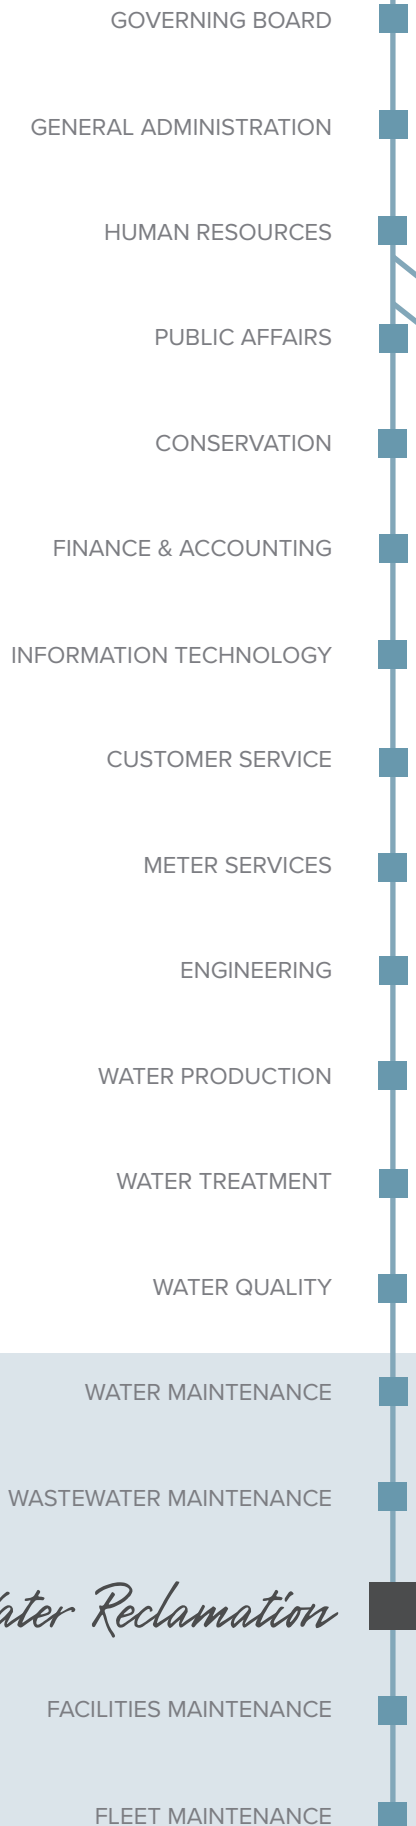 GOVERNING BOARD
GENERAL ADMINISTRATION
HUMAN RESOURCES
PUBLIC AFFAIRS
CONSERVATION
FINANCE & ACCOUNTING
INFORMATION TECHNOLOGY
CUSTOMER SERVICE
METER SERVICES
ENGINEERING
WATER PRODUCTION
WATER TREATMENT
WATER QUALITY
WATER MAINTENANCE
WASTEWATER MAINTENANCE
ater Reclamation
FACILITIES MAINTENANCE
FLEET MAINTENANCE